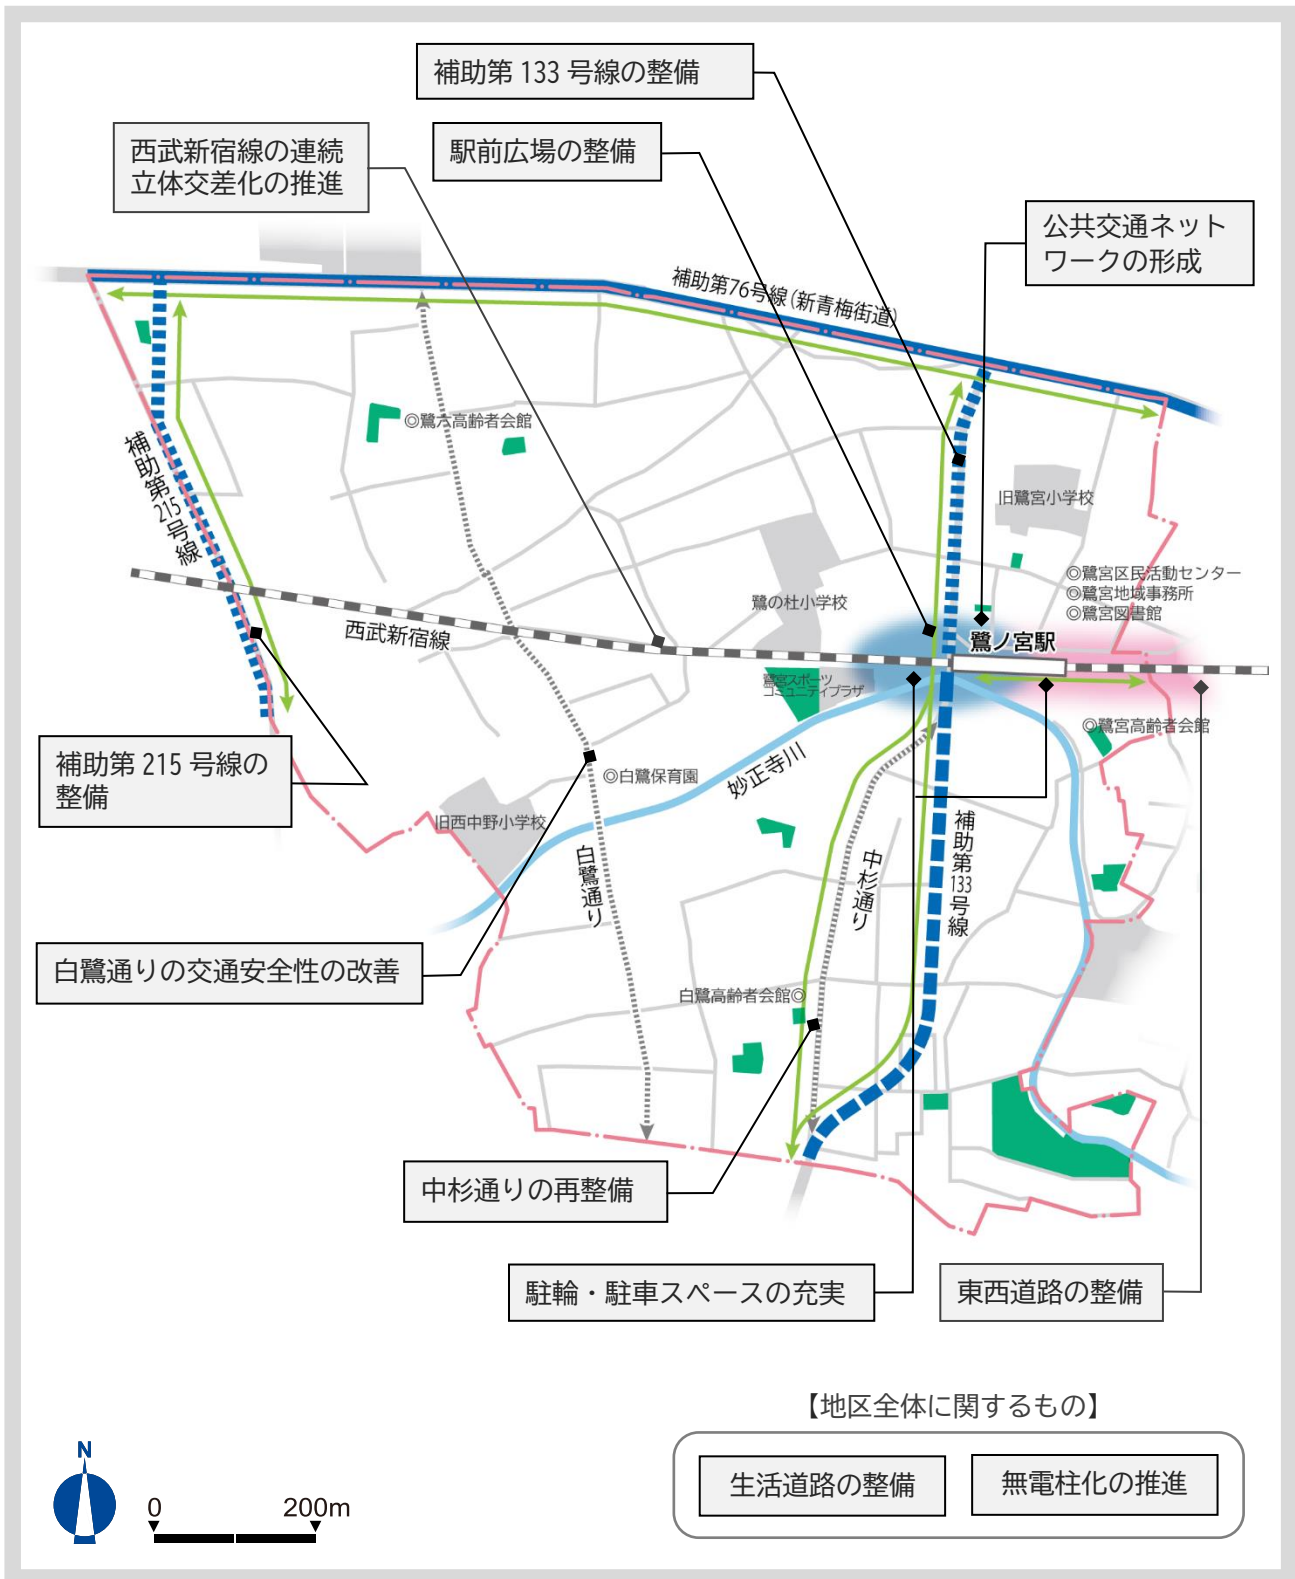 補助第 133 号線の整備
西武新宿線の連続
立体交差化の推進
駅前広場の整備
公共交通ネット
ワークの形成
補助第76号線(新青梅街道)
◎鷺六高齢者会館
補助第215号線
旧鷺宮小学校
◎鷺宮区民活動センター
◎鷺宮地域事務所
◎鷺宮図書館
鷺の杜小学校
西武新宿線
鷺ノ宮駅
鷺宮スポーツ
コミュニティプラザ
◎鷺宮高齢者会館
補助第 215 号線の
整備
◎白鷺保育園
妙正寺川
旧西中野小学校
白鷺通り
中杉通り
補助第133号線
白鷺通りの交通安全性の改善
白鷺高齢者会館◎
中杉通りの再整備
駐輪・駐車スペースの充実
東西道路の整備
【地区全体に関するもの】
生活道路の整備
無電柱化の推進
N
0 200m